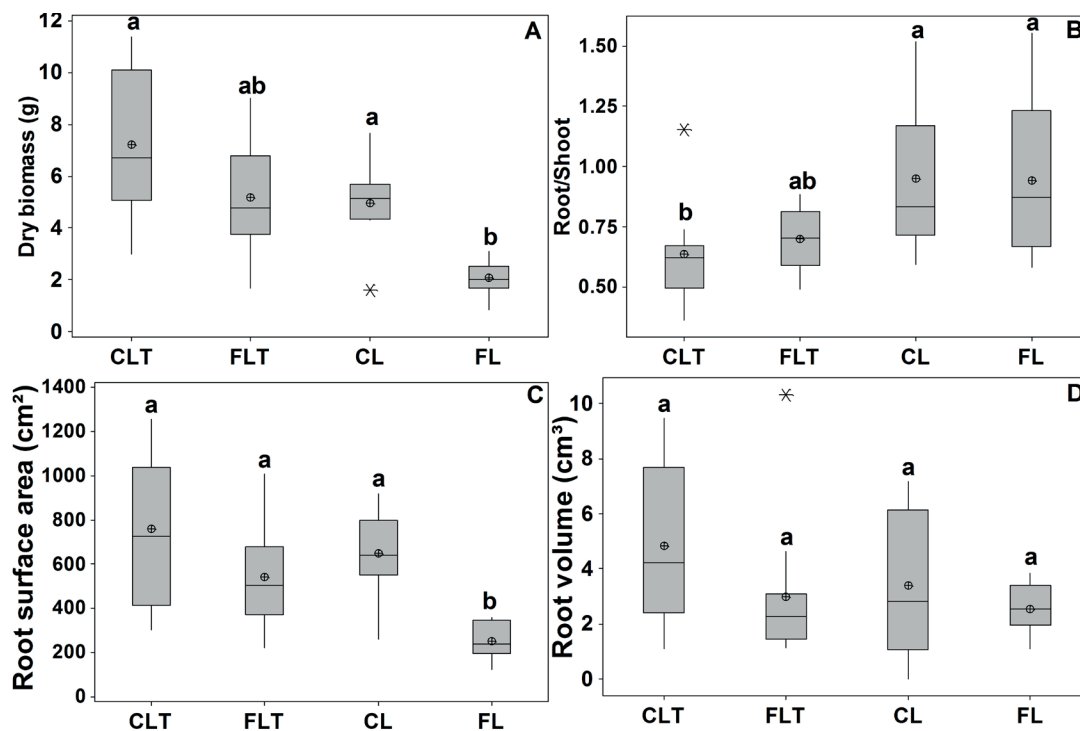 A
Dry biomass (g)
12
10
8
6
4
2
0
a
ab
a
b
CLT
FLT
CL
FL
B
Root/Shoot
1.50
1.25
1.00
0.75
0.50
b
ab
a
a
CLT
FLT
CL
FL
C
Root surface area (cm²)
1400
1200
1000
800
600
400
200
0
a
a
a
b
CLT
FLT
CL
FL
D
Root volume (cm³)
10
8
6
4
2
0
a
a
a
a
CLT
FLT
CL
FL